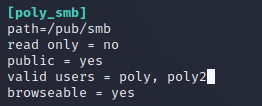 [poly_smb]
path=/pub/smb
read only = no
public = yes
valid users = poly, poly2
browseable = yes